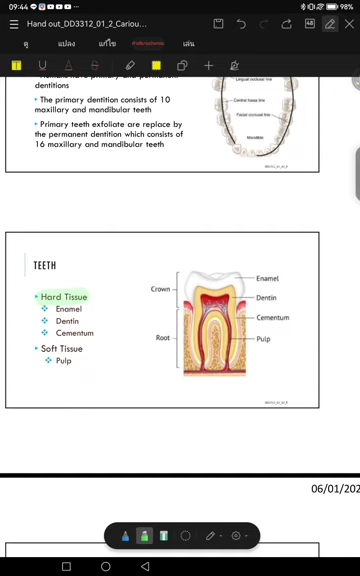 09:44
98%
Hand out_DD3312_01_2_Cariou...
48
ดู
แปลง
แก้ไข
เล่น
dentitions
Lingual occlusal line
The primary dentition consists of 10
maxillary and mandibular teeth
Central fossa line
Facial occlusal line
Primary teeth exfoliate are replace by
the permanent dentition which consists of
16 maxillary and mandibular teeth
Mandible
TEETH
Hard Tissue
Enamel
Dentin
Cementum
Soft Tissue
Pulp
Crown
Root
Enamel
Dentin
Cementum
Pulp
06/01/202